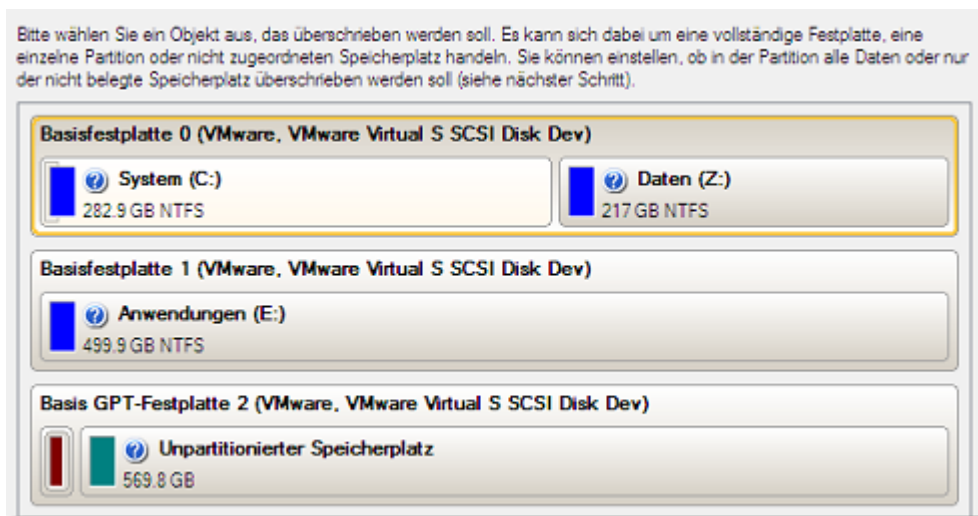 Bitte wählen Sie ein Objekt aus, das überschrieben werden soll. Es kann sich dabei um eine vollständige Festplatte, eine
einzelne Partition oder nicht zugeordneten Speicherplatz handeln. Sie können einstellen, ob in der Partition alle Daten oder nur
der nicht belegte Speicherplatz überschrieben werden soll (siehe nächster Schritt).
Basisfestplatte 0 (VMware, VMware Virtual S SCSI Disk Dev)
System (C:)
282.9 GB NTFS
Daten (Z:)
217 GB NTFS
Basisfestplatte 1 (VMware, VMware Virtual S SCSI Disk Dev)
Anwendungen (E:)
499.9 GB NTFS
Basis GPT-Festplatte 2 (VMware, VMware Virtual S SCSI Disk Dev)
Unpartitionierter Speicherplatz
569.8 GB